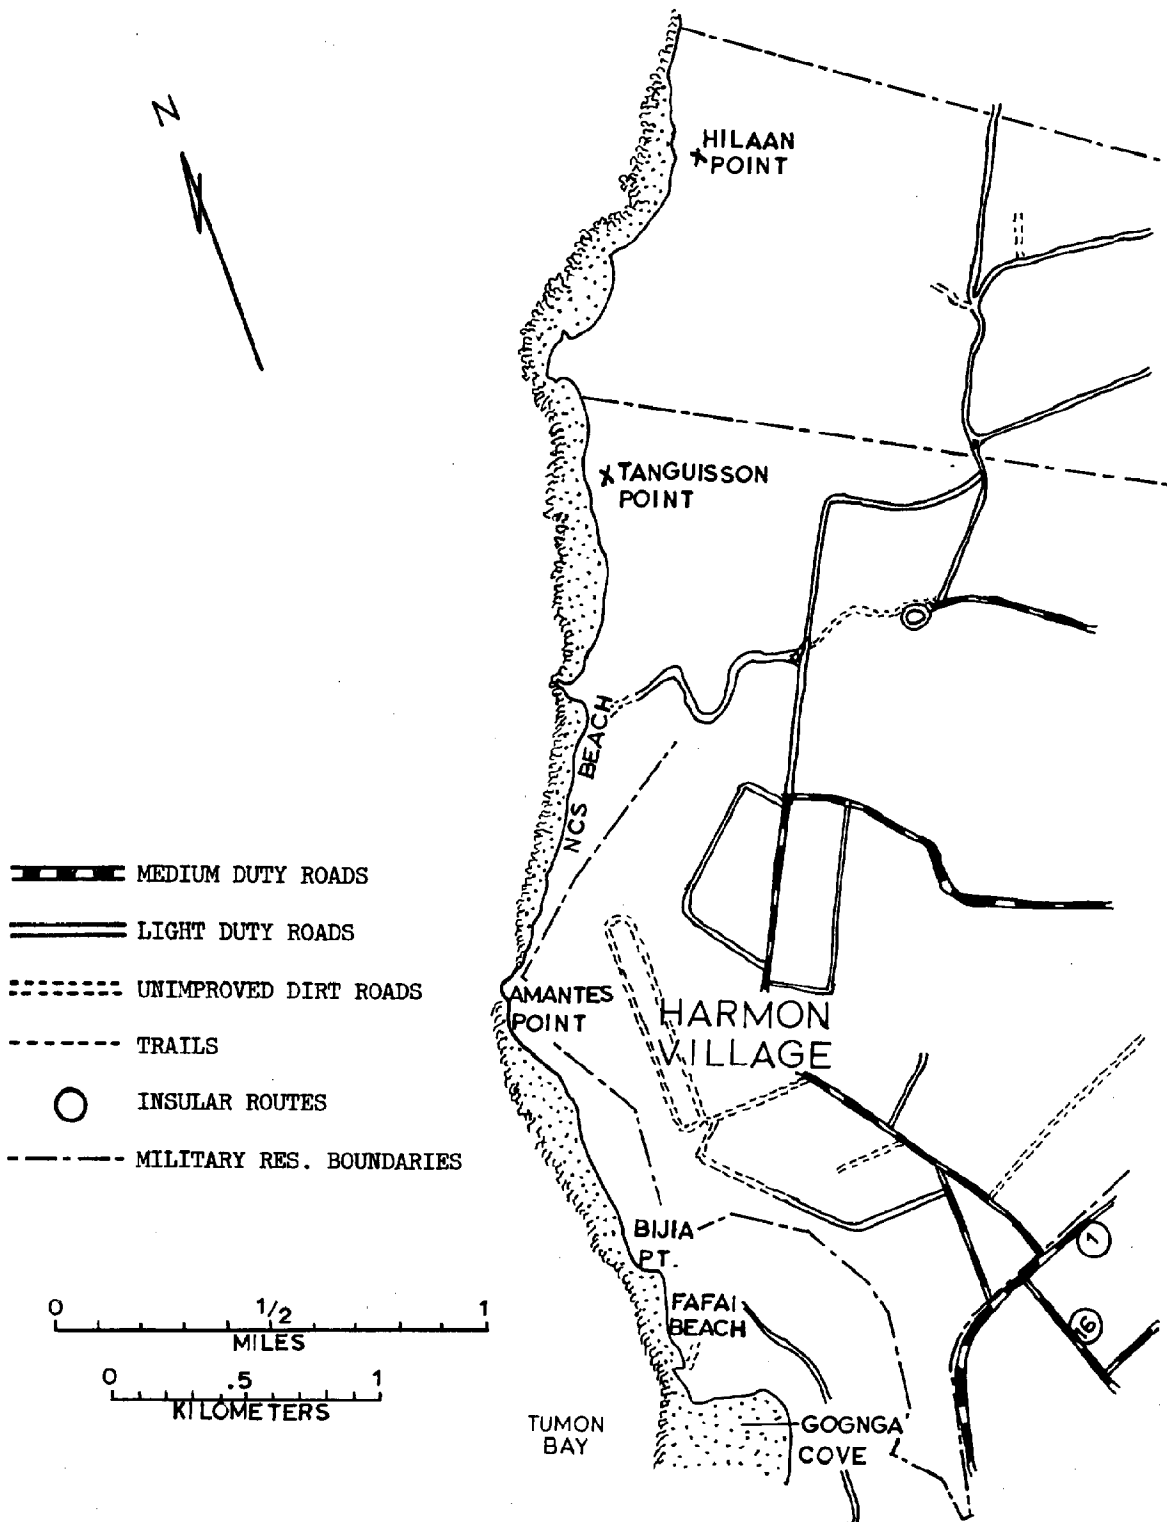 N
HILAAN
POINT
TANGUISSON
POINT
NCS BEACH
MEDIUM DUTY ROADS
LIGHT DUTY ROADS
UNIMPROVED DIRT ROADS
TRAILS
INSULAR ROUTES
MILITARY RES. BOUNDARIES
AMANTES
POINT
HARMON
VILLAGE
BIJIA
PT.
1
16
FAFAI
BEACH
0 1/2 1
MILES
0 .5 1
KILOMETERS
TUMON
BAY
GOGNGA
COVE